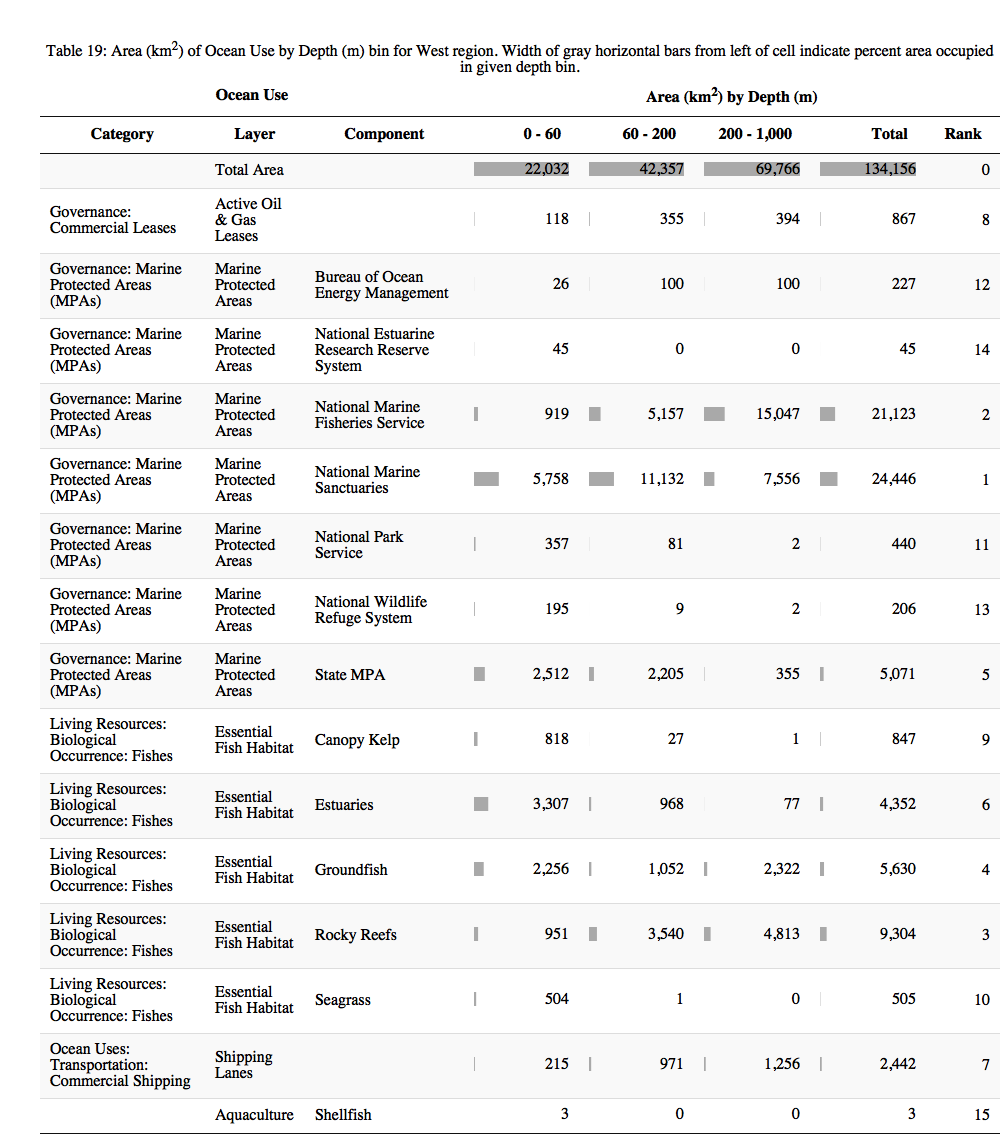 Table 19: Area (km2) of Ocean Use by Depth (m) bin for West region. Width of gray horizontal bars from left of cell indicate percent area occupied
in given depth bin.
Ocean Use Area (km2) by Depth (m)
Category Layer Component 0 - 60 60 - 200 200 - 1,000 Total Rank
Total Area 22,032 42,357 69,766 134,156 0
Governance:
Commercial Leases
Active Oil
& Gas
Leases
118 355 394 867 8
Governance: Marine
Protected Areas
(MPAs)
Marine
Protected
Areas
Bureau of Ocean
Energy Management
26 100 100 227 12
Governance: Marine
Protected Areas
(MPAs)
Marine
Protected
Areas
National Estuarine
Research Reserve
System
45 0 0 45 14
Governance: Marine
Protected Areas
(MPAs)
Marine
Protected
Areas
National Marine
Fisheries Service
919 5,157 15,047 21,123 2
Governance: Marine
Protected Areas
(MPAs)
Marine
Protected
Areas
National Marine
Sanctuaries
5,758 11,132 7,556 24,446 1
Governance: Marine
Protected Areas
(MPAs)
Marine
Protected
Areas
National Park
Service
357 81 2 440 11
Governance: Marine
Protected Areas
(MPAs)
Marine
Protected
Areas
National Wildlife
Refuge System
195 9 2 206 13
Governance: Marine
Protected Areas
(MPAs)
Marine
Protected
Areas
State MPA
2,512 2,205 355 5,071 5
Living Resources:
Biological
Occurrence: Fishes
Essential
Fish Habitat
Canopy Kelp
818 27 1 847 9
Living Resources:
Biological
Occurrence: Fishes
Essential
Fish Habitat
Estuaries
3,307 968 77 4,352 6
Living Resources:
Biological
Occurrence: Fishes
Essential
Fish Habitat
Groundfish
2,256 1,052 2,322 5,630 4
Living Resources:
Biological
Occurrence: Fishes
Essential
Fish Habitat
Rocky Reefs
951 3,540 4,813 9,304 3
Living Resources:
Biological
Occurrence: Fishes
Essential
Fish Habitat
Seagrass
504 1 0 505 10
Ocean Uses:
Transportation:
Commercial Shipping
Shipping
Lanes
215 971 1,256 2,442 7
Aquaculture Shellfish 3 0 0 3 15